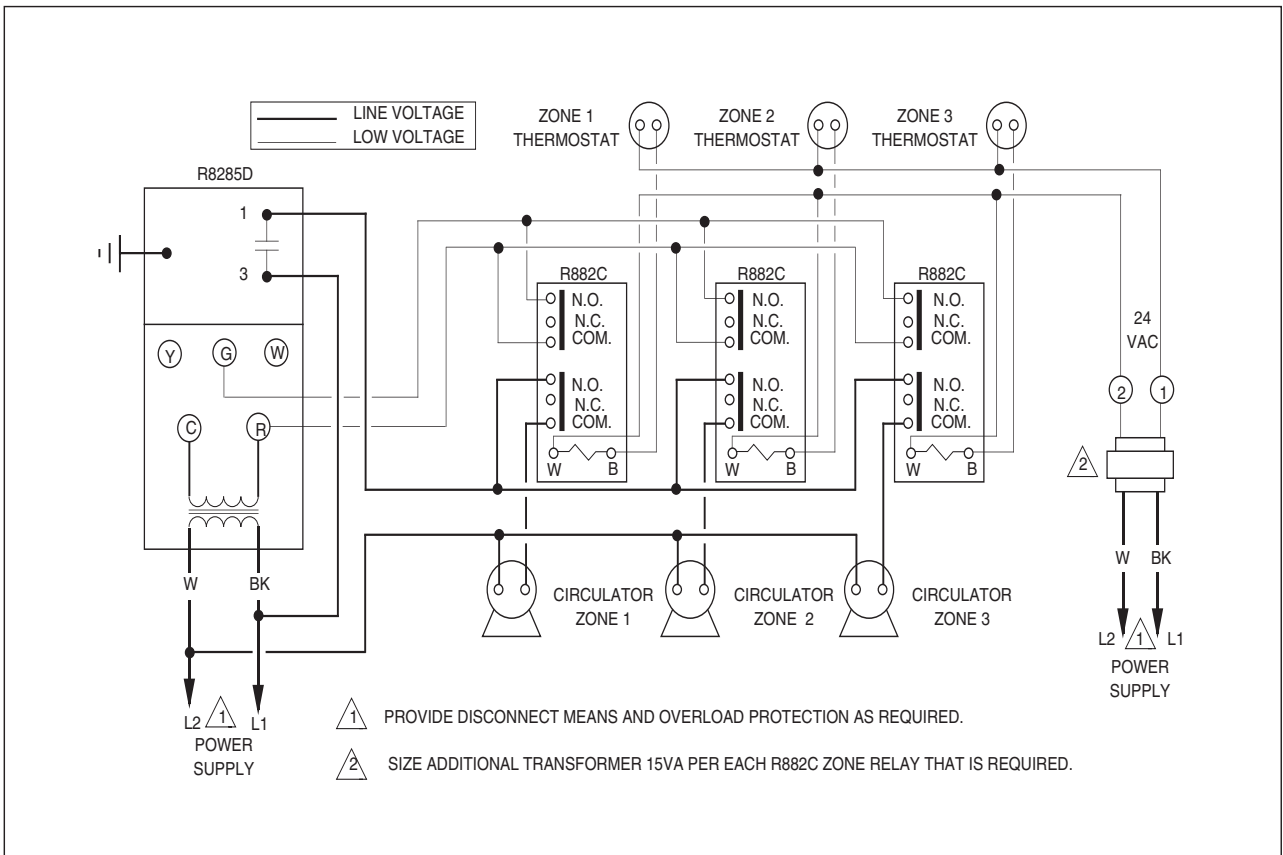 LINE VOLTAGE
LOW VOLTAGE
ZONE 1
THERMOSTAT
ZONE 2
THERMOSTAT
ZONE 3
THERMOSTAT
R8285D
1
3
Y
G
W
C
R
W
BK
L2
1
L1
POWER
SUPPLY
R882C
N.O.
N.C.
COM.
N.O.
N.C.
COM.
W
B
R882C
N.O.
N.C.
COM.
N.O.
N.C.
COM.
W
B
R882C
N.O.
N.C.
COM.
N.O.
N.C.
COM.
W
B
CIRCULATOR
ZONE 1
CIRCULATOR
ZONE 2
CIRCULATOR
ZONE 3
24
VAC
2
1
2
W
BK
L2
1
L1
POWER
SUPPLY
1 PROVIDE DISCONNECT MEANS AND OVERLOAD PROTECTION AS REQUIRED.
2 SIZE ADDITIONAL TRANSFORMER 15VA PER EACH R882C ZONE RELAY THAT IS REQUIRED.